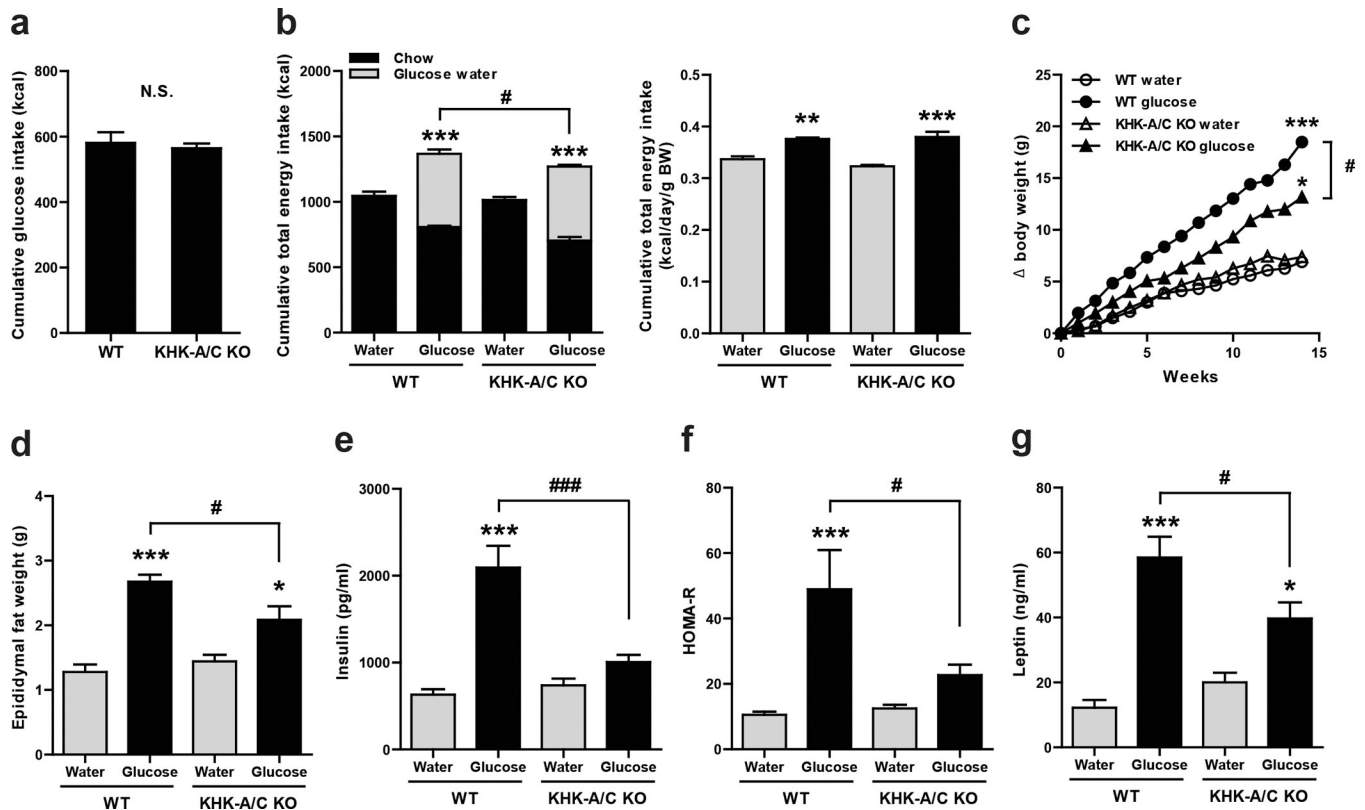 a
Cumulative glucose intake (kcal)
800
600
400
200
0
N.S.
WT
KHK-A/C KO
b
Chow
Glucose water
Cumulative total energy intake (kcal)
2000
1500
1000
500
0
***
#
***
Water
Glucose
Water
Glucose
WT
KHK-A/C KO
Cumulative total energy intake
(kcal/day/g BW)
0.5
0.4
0.3
0.2
0.1
0.0
**
***
Water
Glucose
Water
Glucose
WT
KHK-A/C KO
c
Δ body weight (g)
25
20
15
10
5
0
WT water
WT glucose
KHK-A/C KO water
KHK-A/C KO glucose
***
*
#
0
5
10
15
Weeks
d
Epididymal fat weight (g)
4
3
2
1
0
#
***
*
Water
Glucose
Water
Glucose
WT
KHK-A/C KO
e
Insulin (pg/ml)
3000
2000
1000
0
###
***
Water
Glucose
Water
Glucose
WT
KHK-A/C KO
f
HOMA-R
80
60
40
20
0
#
***
Water
Glucose
Water
Glucose
WT
KHK-A/C KO
g
Leptin (ng/ml)
80
60
40
20
0
#
***
*
Water
Glucose
Water
Glucose
WT
KHK-A/C KO